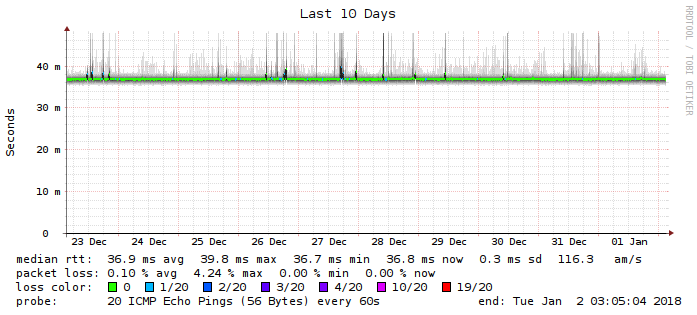 Last 10 Days
RRDTOOL / TOBI OETIKER
Seconds
40 m
30 m
20 m
10 m
0
23 Dec 24 Dec 25 Dec 26 Dec 27 Dec 28 Dec 29 Dec 30 Dec 31 Dec 01 Jan
median rtt: 36.9 ms avg 39.8 ms max 36.7 ms min 36.8 ms now 0.3 ms sd 116.3 am/s
packet loss: 0.10 % avg 4.24 % max 0.00 % min 0.00 % now
loss color: 0 1/20 2/20 3/20 4/20 10/20 19/20
probe: 20 ICMP Echo Pings (56 Bytes) every 60s end: Tue Jan 2 03:05:04 2018